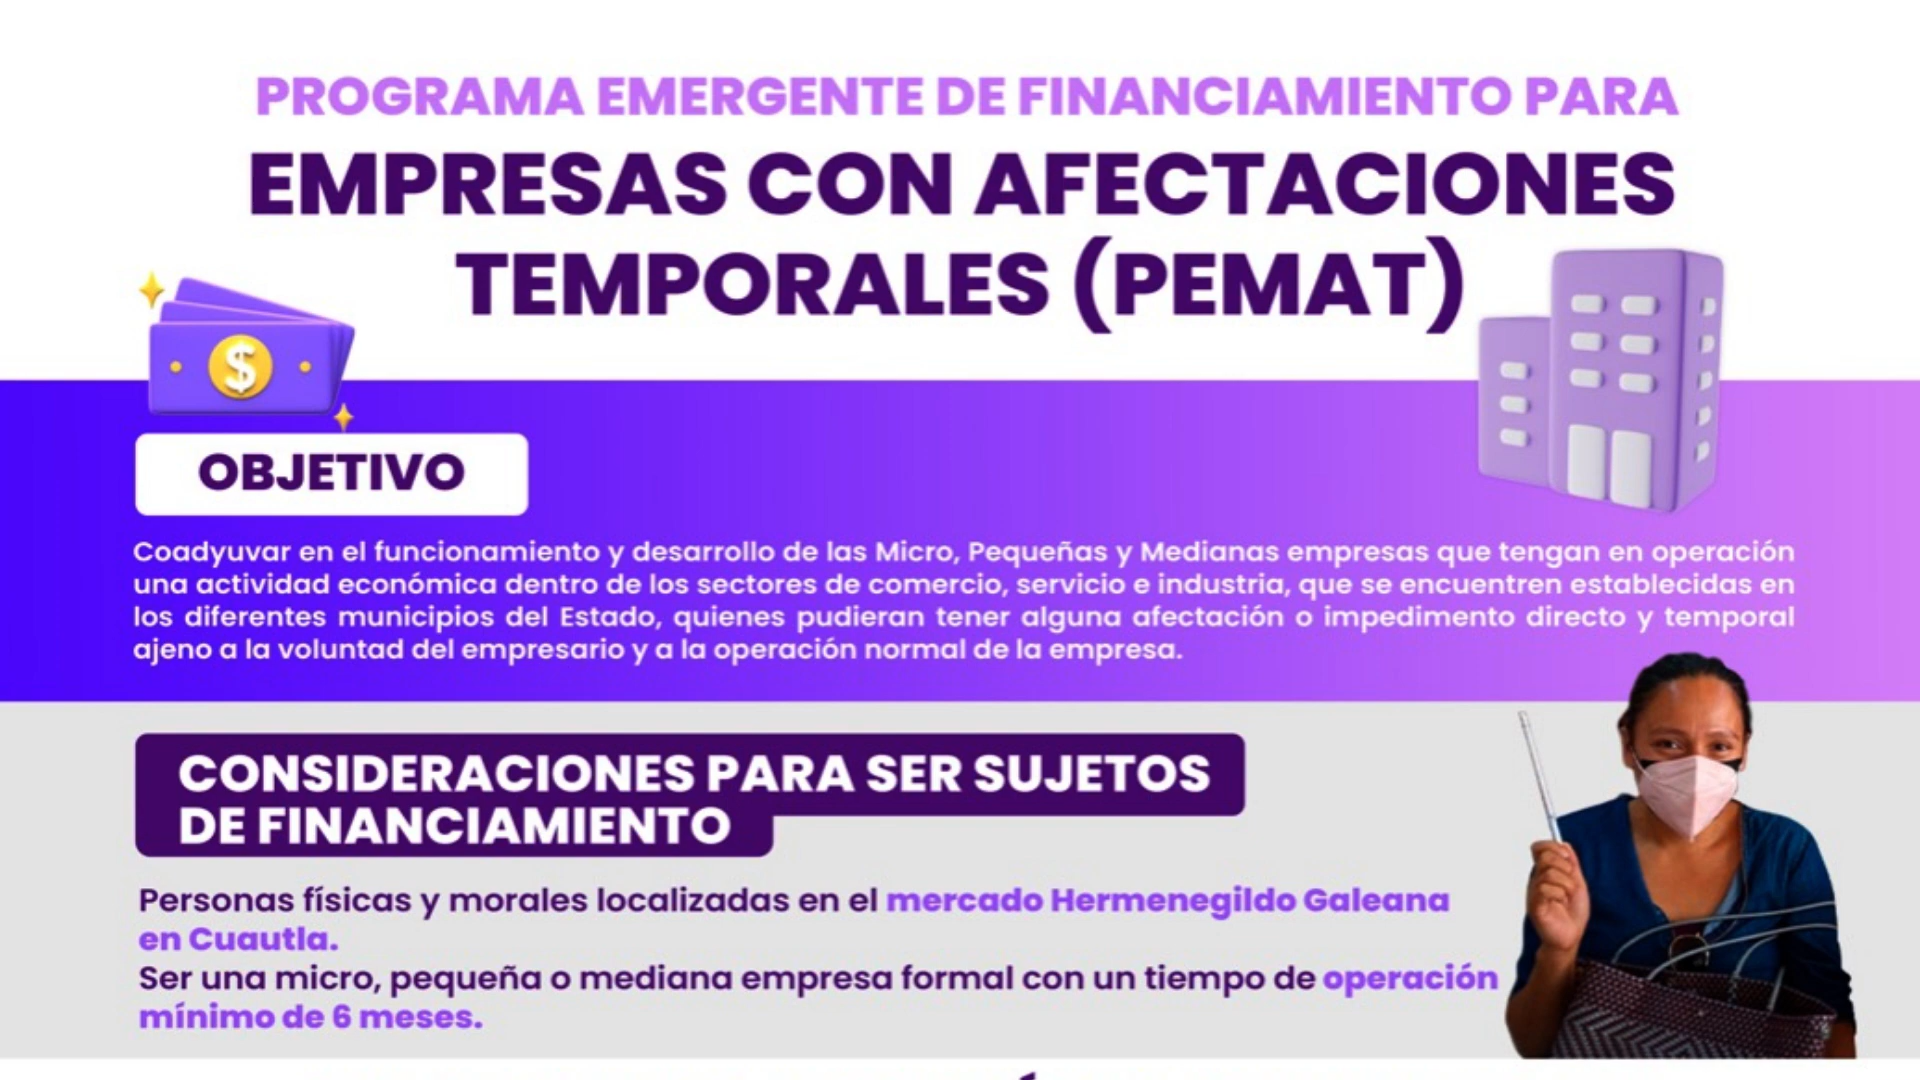 PROGRAMA EMERGENTE DE FINANCIAMIENTO PARA
EMPRESAS CON AFECTACIONES
TEMPORALES (PEMAT)
$
OBJETIVO
Coadyuvar en el funcionamiento y desarrollo de las Micro, Pequeñas y Medianas empresas que tengan en operación
una actividad económica dentro de los sectores de comercio, servicio e industria, que se encuentren establecidas en
los diferentes municipios del Estado, quienes pudieran tener alguna afectación o impedimento directo y temporal
ajeno a la voluntad del empresario y a la operación normal de la empresa.
CONSIDERACIONES PARA SER SUJETOS
DE FINANCIAMIENTO
Personas físicas y morales localizadas en el mercado Hermenegildo Galeana
en Cuautla.
Ser una micro, pequeña o mediana empresa formal con un tiempo de operación
mínimo de 6 meses.